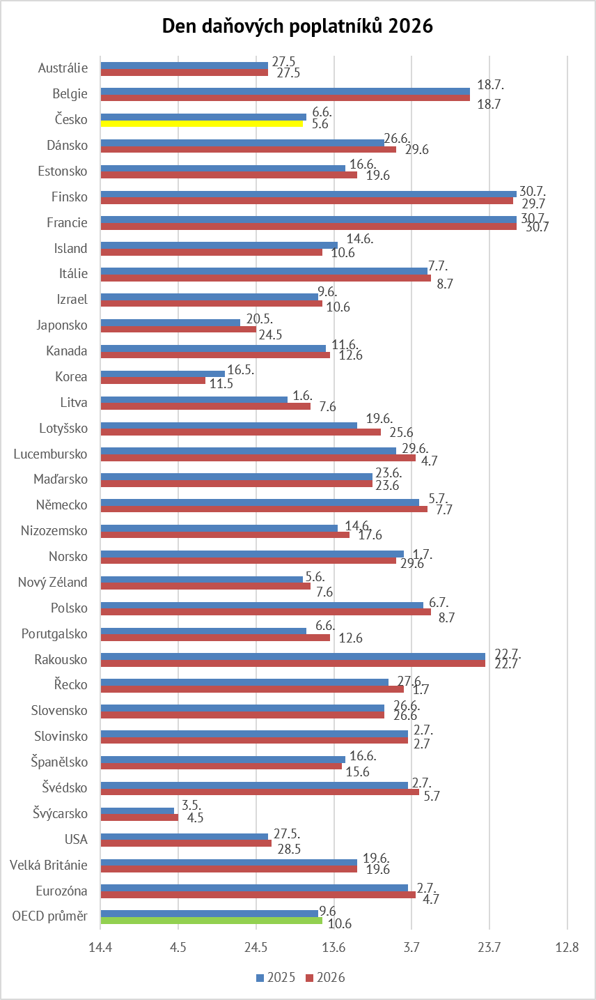 Den daňových poplatníků 2026
Austrálie 27.5 27.5
Belgie 18.7. 18.7
Česko 6.6. 5.6
Dánsko 26.6. 29.6
Estonsko 16.6. 19.6
Finsko 30.7. 29.7
Francie 30.7. 30.7
Island 14.6. 10.6
Itálie 7.7. 8.7
Izrael 9.6. 10.6
Japonsko 20.5. 24.5
Kanada 11.6. 12.6
Korea 16.5. 11.5
Litva 1.6. 7.6
Lotyšsko 19.6. 25.6
Lucembursko 29.6. 4.7
Maďarsko 23.6. 23.6
Německo 5.7. 7.7
Nizozemsko 14.6. 17.6
Norsko 1.7. 29.6
Nový Zéland 5.6. 7.6
Polsko 6.7. 8.7
Porutgalsko 6.6. 12.6
Rakousko 22.7. 22.7
Řecko 27.6. 1.7
Slovensko 26.6. 26.6
Slovinsko 2.7. 2.7
Španělsko 16.6. 15.6
Švédsko 2.7. 5.7
Švýcarsko 3.5. 4.5
USA 27.5. 28.5
Velká Británie 19.6. 19.6
Eurozóna 2.7. 4.7
OECD průměr 9.6 10.6
14.4 4.5 24.5 13.6 3.7 23.7 12.8
2025 2026